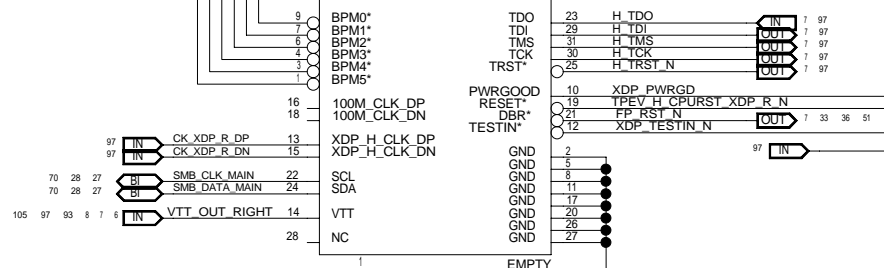 9 BPM0* TDO 23 H_TDO IN 7 97
7 BPM1* TDI 29 H_TDI OUT 7 97
6 BPM2* TMS 31 H_TMS OUT 7 97
4 BPM3* TCK 30 H_TCK OUT 7 97
3 BPM4* TRST* 25 H_TRST_N OUT 7 97
1 BPM5*
PWRGOOD 10 XDP_PWRGD
16 100M_CLK_DP RESET* 19 TPEV_H_CPURST_XDP_R_N
18 100M_CLK_DN DBR* 21 FP_RST_N OUT 7 33 36 51
TESTIN* 12 XDP_TESTIN_N
97 IN CK_XDP_R_DP 13 XDP_H_CLK_DP
97 IN CK_XDP_R_DN 15 XDP_H_CLK_DN GND 2 97 IN
GND 5
70 28 27 BI SMB_CLK_MAIN 22 SCL GND 8
70 28 27 BI SMB_DATA_MAIN 24 SDA GND 11
GND 17
105 97 93 8 7 6 IN VTT_OUT_RIGHT 14 VTT GND 20
GND 26
28 NC GND 27
1 EMPTY